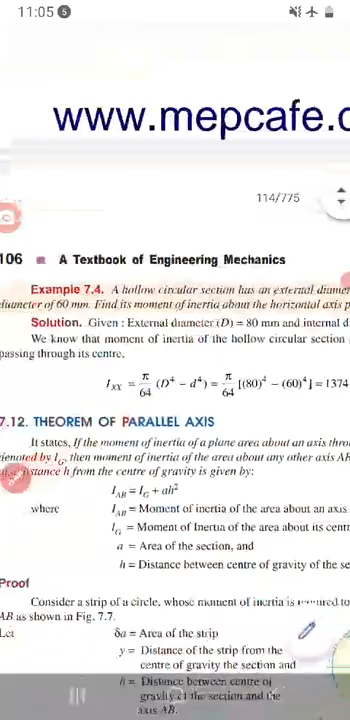 11:05 5
www.mepcafe.c
114/775
106 A Textbook of Engineering Mechanics
Example 7.4. A hollow circular section has an external diamet
diameter of 60 mm. Find its moment of inertia about the horizontal axis p
Solution. Given : External diameter (D) = 80 mm and internal d
We know that moment of inertia of the hollow circular section
passing through its centre,
I_XX = π/64 (D⁴ – d⁴) = π/64 [(80)⁴ – (60)⁴] = 1374
7.12. THEOREM OF PARALLEL AXIS
It states, If the moment of inertia of a plane area about an axis thro
denoted by I_G, then moment of inertia of the area about any other axis AB
distance h from the centre of gravity is given by:
I_AB = I_G + ah²
where I_AB = Moment of inertia of the area about an axis
I_G = Moment of Inertia of the area about its centr
a = Area of the section, and
h = Distance between centre of gravity of the se
Proof
Consider a strip of a circle, whose moment of inertia is required to
AB as shown in Fig. 7.7.
Let δa = Area of the strip
y = Distance of the strip from the
centre of gravity the section and
h = Distance between centre of
gravity of the section and the
axis AB.